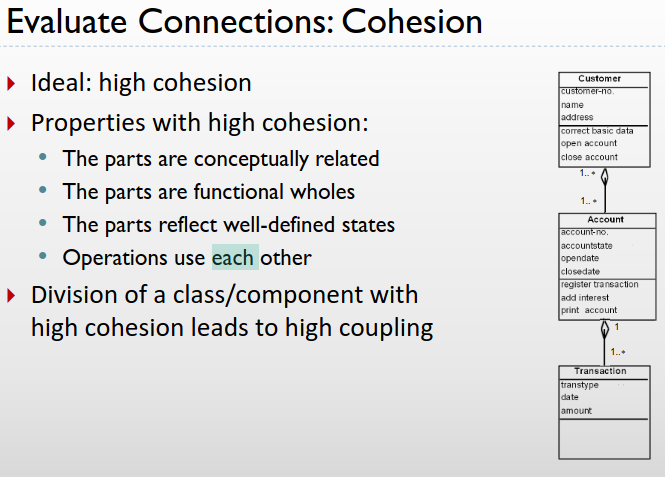 Evaluate Connections: Cohesion
Ideal: high cohesion
Properties with high cohesion:
The parts are conceptually related
The parts are functional wholes
The parts reflect well-defined states
Operations use each other
Division of a class/component with
high cohesion leads to high coupling
Customer
customer-no.
name
address
correct basic data
open account
close account
1..*
1..*
Account
account-no.
accountstate
opendate
closedate
register transaction
add interest
print account
1
1..*
Transaction
transtype
date
amount